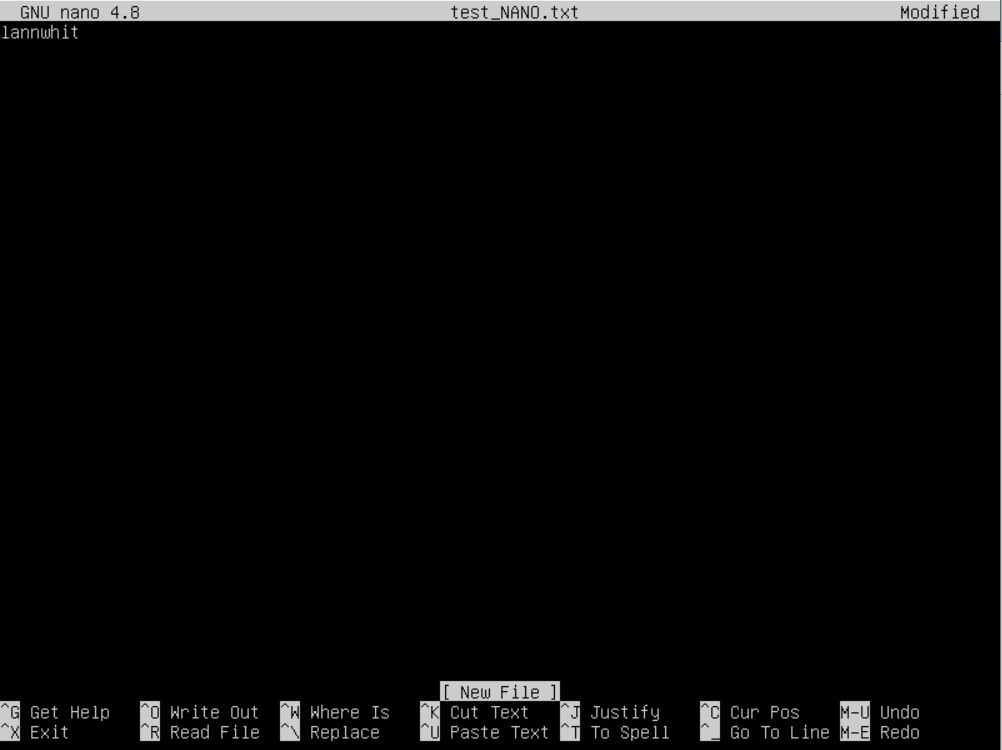 GNU nano 4.8 test_NANO.txt Modified
lannwhit
[ New File ]
^G Get Help ^O Write Out ^W Where Is ^K Cut Text ^J Justify ^C Cur Pos M-U Undo
^X Exit ^R Read File ^\ Replace ^U Paste Text ^T To Spell ^_ Go To Line M-E Redo